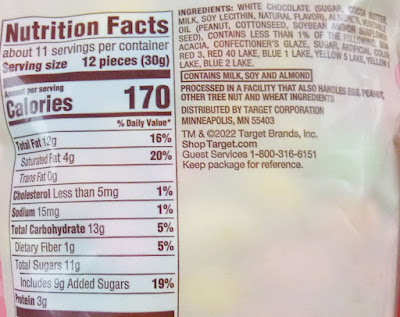 Nutrition Facts
about 11 servings per container
Serving size 12 pieces (30g)
Amount per serving
Calories 170
% Daily Value*
Total Fat 12g 16%
Saturated Fat 4g 20%
Trans Fat 0g
Cholesterol Less than 5mg 1%
Sodium 15mg 1%
Total Carbohydrate 13g 5%
Dietary Fiber 1g 5%
Total Sugars 11g
Includes 9g Added Sugars 19%
Protein 3g
INGREDIENTS: WHITE CHOCOLATE (SUGAR, COCOA BUTTER,
MILK, SOY LECITHIN, NATURAL FLAVOR), ALMONDS,
OIL (PEANUT, COTTONSEED, SOYBEAN AND/OR SUNFLOWER
SEED), CONTAINS LESS THAN 1% OF THE
ACACIA, CONFECTIONER'S GLAZE, SUGAR, ARTIFICIAL COLOR
RED 3, RED 40 LAKE, BLUE 1 LAKE, YELLOW 5 LAKE, YELLOW
LAKE, BLUE 2 LAKE.
CONTAINS MILK, SOY AND ALMOND
PROCESSED IN A FACILITY THAT ALSO HANDLES EGG, PEANUT,
OTHER TREE NUT AND WHEAT INGREDIENTS
DISTRIBUTED BY TARGET CORPORATION
MINNEAPOLIS, MN 55403
TM & ©2022 Target Brands, Inc.
ShopTarget.com
Guest Services 1-800-316-6151
Keep package for reference.